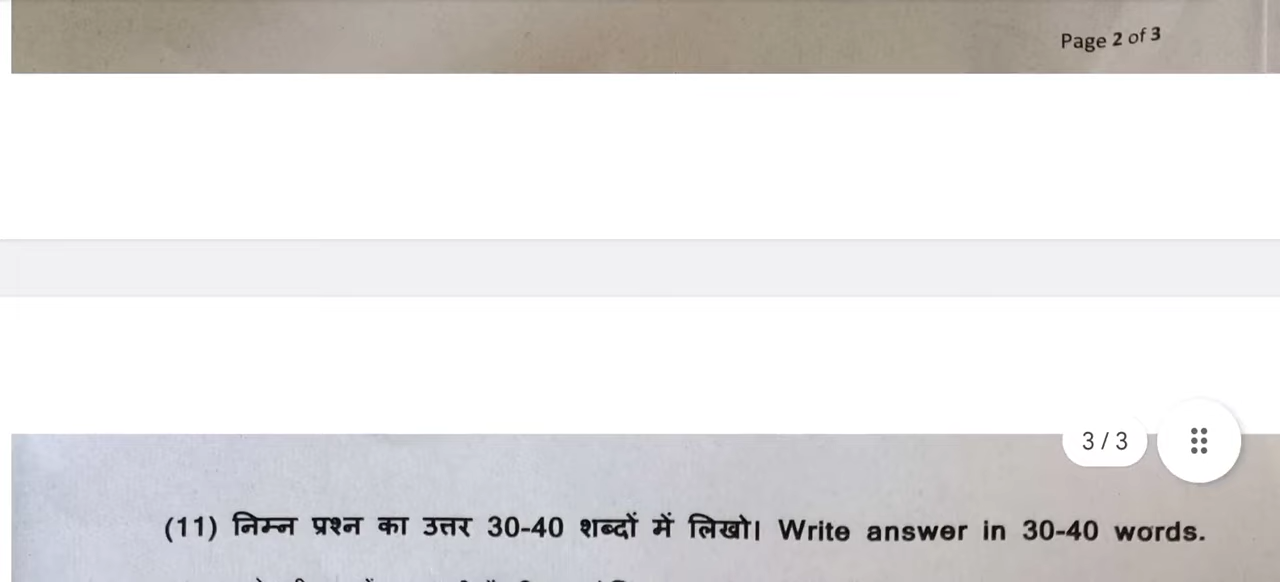 Page 2 of 3
3 / 3
(11) निम्न प्रश्न का उत्तर 30-40 शब्दों में लिखो। Write answer in 30-40 words.